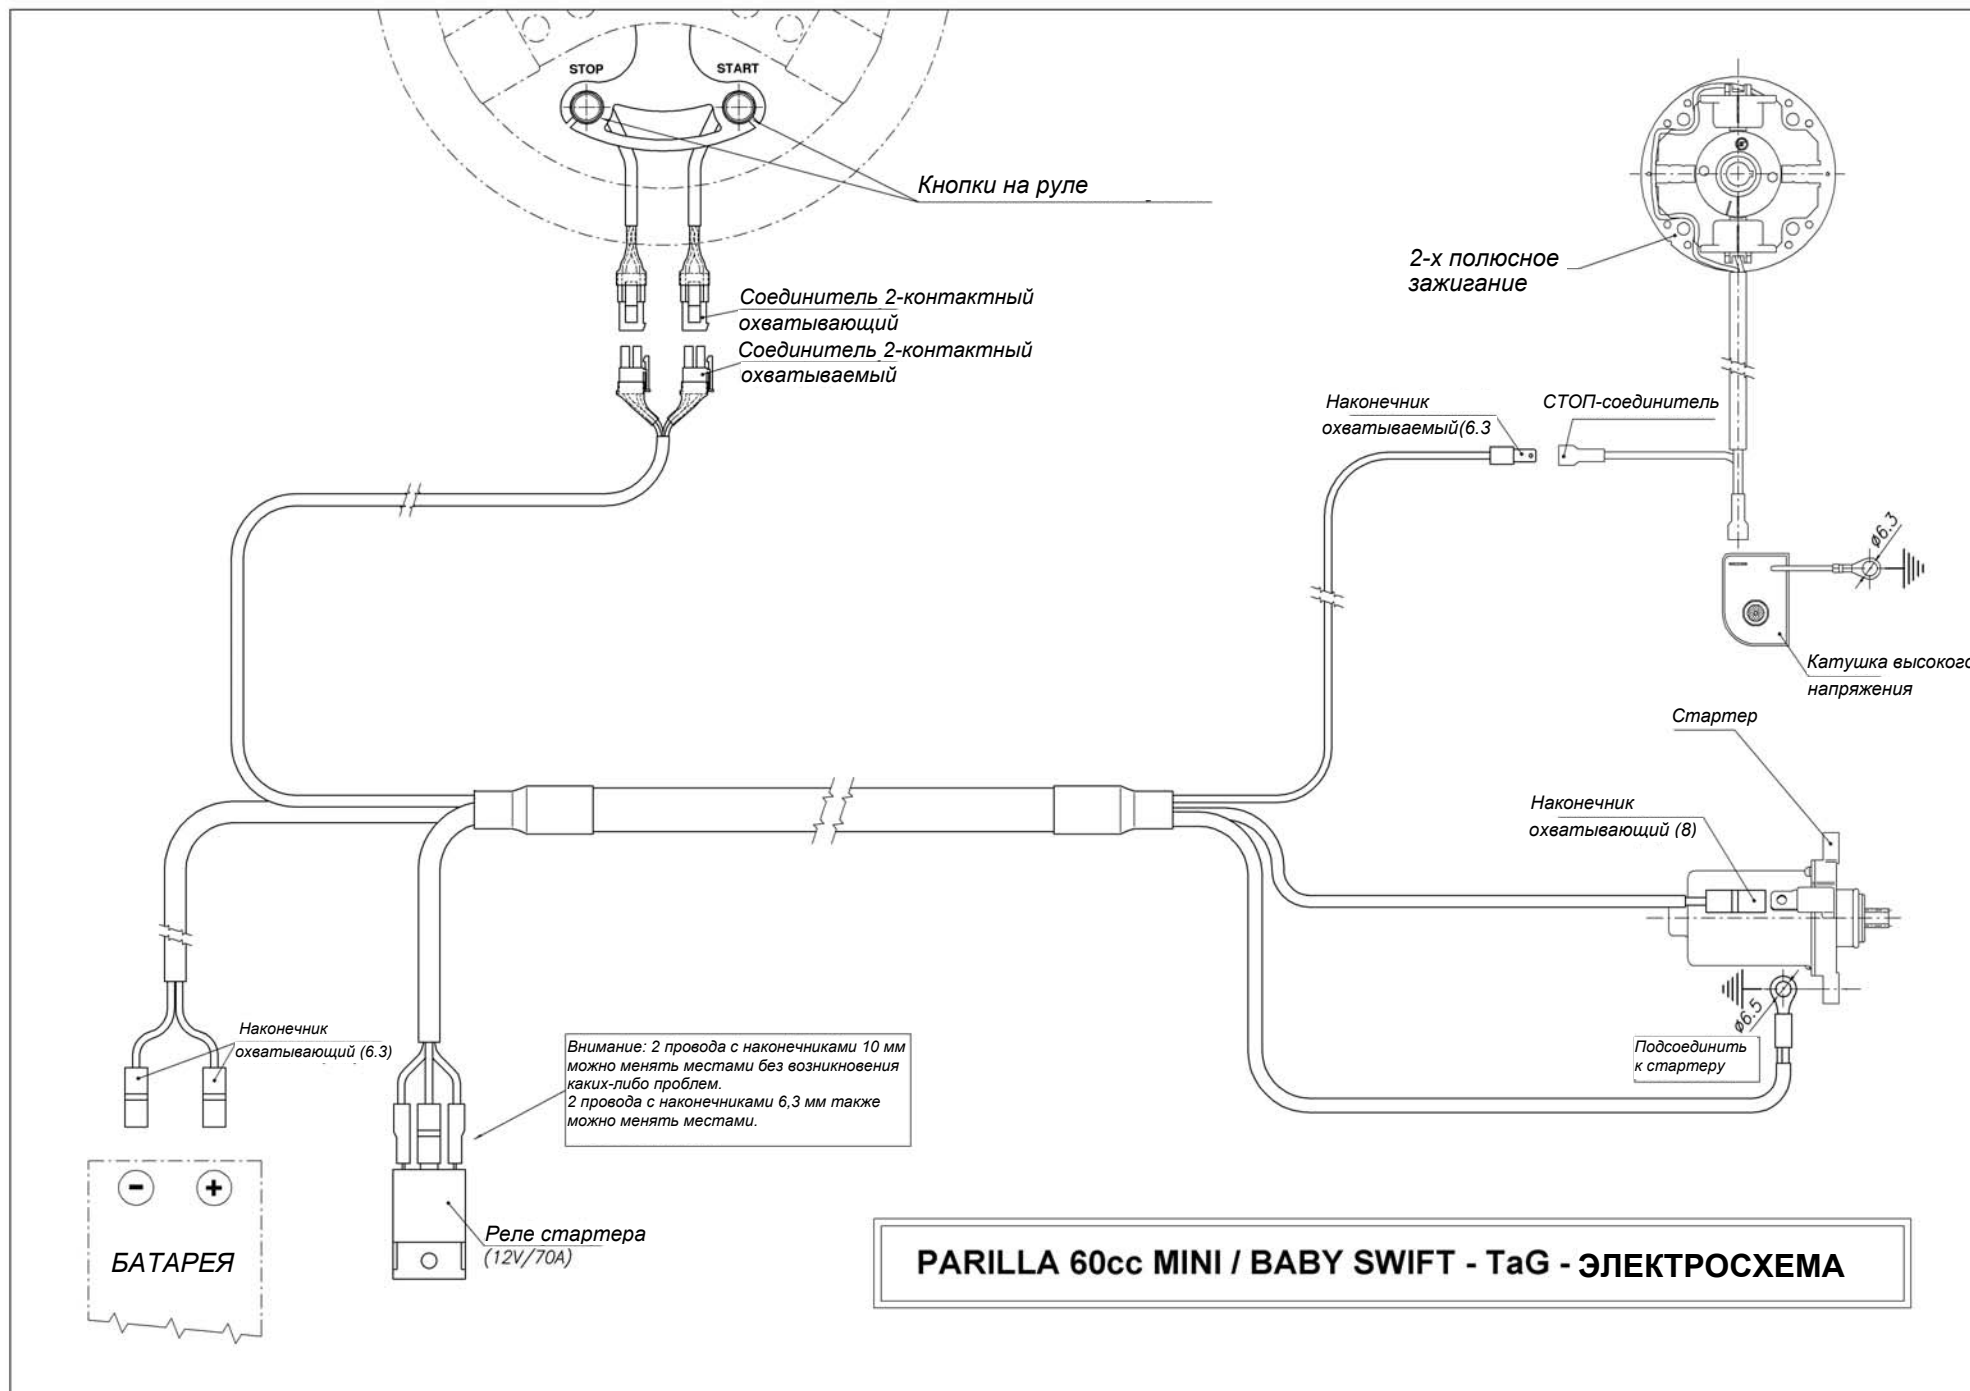 STOP
START
Кнопки на руле
2-х полюсное
зажигание
Соединитель 2-контактный
охватывающий
Соединитель 2-контактный
охватываемый
Наконечник
охватываемый(6.3
СТОП-соединитель
ø6.3
Катушка высокого
напряжения
Стартер
Наконечник
охватывающий (8)
ø6.5
Подсоединить
к стартеру
Наконечник
охватывающий (6.3)
Внимание: 2 провода с наконечниками 10 мм
можно менять местами без возникновения
каких-либо проблем.
2 провода с наконечниками 6,3 мм также
можно менять местами.
- +
БАТАРЕЯ
Реле стартера
(12V/70A)
PARILLA 60cc MINI / BABY SWIFT - TaG - ЭЛЕКТРОСХЕМА